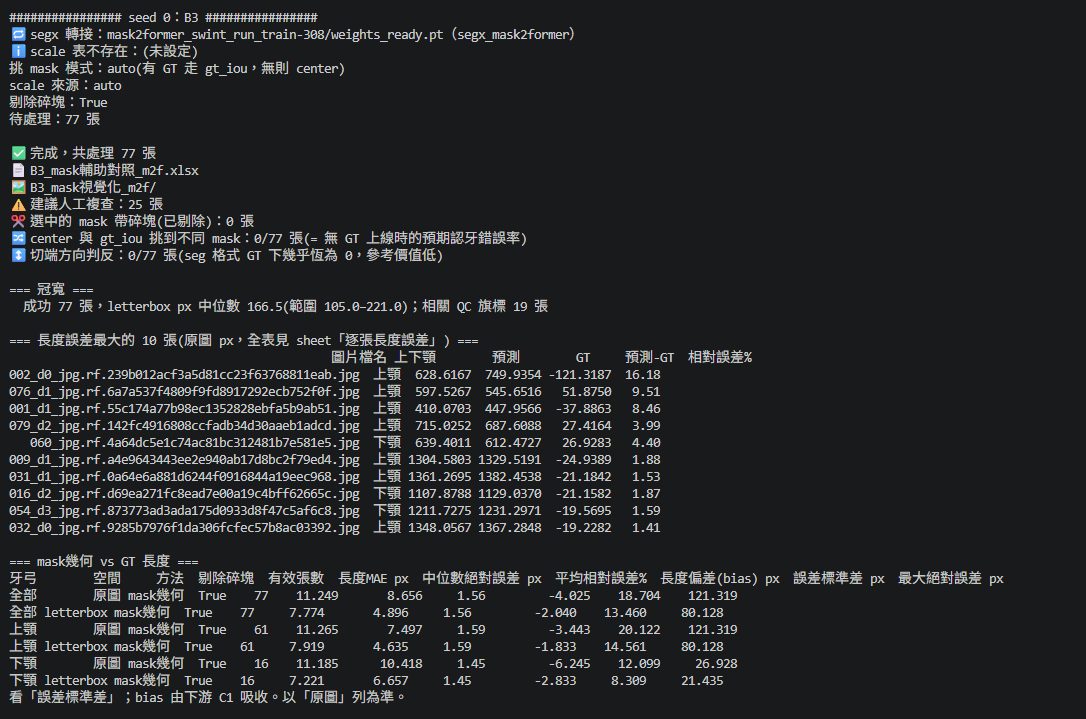 ################ seed 0：B3 ################
🔁 segx 轉接：mask2former_swint_run_train-308/weights_ready.pt（segx_mask2former）
ℹ️ scale 表不存在：(未設定)
挑 mask 模式：auto(有 GT 走 gt_iou，無則 center)
scale 來源：auto
剔除碎塊：True
待處理：77 張
✅ 完成，共處理 77 張
📄 B3_mask輔助對照_m2f.xlsx
🖼️ B3_mask視覺化_m2f/
⚠️ 建議人工複查：25 張
✂️ 選中的 mask 帶碎塊(已剔除)：0 張
🔀 center 與 gt_iou 挑到不同 mask：0/77 張(= 無 GT 上線時的預期認牙錯誤率)
↕️ 切端方向判反：0/77 張(seg 格式 GT 下幾乎恆為 0，參考價值低)
=== 冠寬 ===
成功 77 張，letterbox px 中位數 166.5(範圍 105.0–221.0)；相關 QC 旗標 19 張
=== 長度誤差最大的 10 張(原圖 px，全表見 sheet「逐張長度誤差」) ===
圖片檔名 上下顎 預測 GT 預測-GT 相對誤差%
002_d0_jpg.rf.239b012acf3a5d81cc23f63768811eab.jpg 上顎 628.6167 749.9354 -121.3187 16.18
076_d1_jpg.rf.6a7a537f4809f9fd8917292ecb752f0f.jpg 上顎 597.5267 545.6516 51.8750 9.51
001_d1_jpg.rf.55c174a77b98ec1352828ebfa5b9ab51.jpg 上顎 410.0703 447.9566 -37.8863 8.46
079_d2_jpg.rf.142fc4916808ccfadb34d30aaeb1adcd.jpg 上顎 715.0252 687.6088 27.4164 3.99
060_jpg.rf.4a64dc5e1c74ac81bc312481b7e581e5.jpg 下顎 639.4011 612.4727 26.9283 4.40
009_d1_jpg.rf.a4e9643443ee2e940ab17d8bc2f79ed4.jpg 上顎 1304.5803 1329.5191 -24.9389 1.88
031_d1_jpg.rf.0a64e6a881d6244f0916844a19eec968.jpg 上顎 1361.2695 1382.4538 -21.1842 1.53
016_d2_jpg.rf.d69ea271fc8ead7e00a19c4bff62665c.jpg 下顎 1107.8788 1129.0370 -21.1582 1.87
054_d3_jpg.rf.873773ad3ada175d0933d8f47c5af6c8.jpg 下顎 1211.7275 1231.2971 -19.5695 1.59
032_d0_jpg.rf.9285b7976f1da306fcfec57b8ac03392.jpg 上顎 1348.0567 1367.2848 -19.2282 1.41
=== mask幾何 vs GT 長度 ===
牙弓 空間 方法 剔除碎塊 有效張數 長度MAE px 中位數絕對誤差 px 平均相對誤差% 長度偏差(bias) px 誤差標準差 px 最大絕對誤差 px
全部 原圖 mask幾何 True 77 11.249 8.656 1.56 -4.025 18.704 121.319
全部 letterbox mask幾何 True 77 7.774 4.896 1.56 -2.040 13.460 80.128
上顎 原圖 mask幾何 True 61 11.265 7.497 1.59 -3.443 20.122 121.319
上顎 letterbox mask幾何 True 61 7.919 4.635 1.59 -1.833 14.561 80.128
下顎 原圖 mask幾何 True 16 11.185 10.418 1.45 -6.245 12.099 26.928
下顎 letterbox mask幾何 True 16 7.221 6.657 1.45 -2.833 8.309 21.435
看「誤差標準差」；bias 由下游 C1 吸收。以「原圖」列為準。